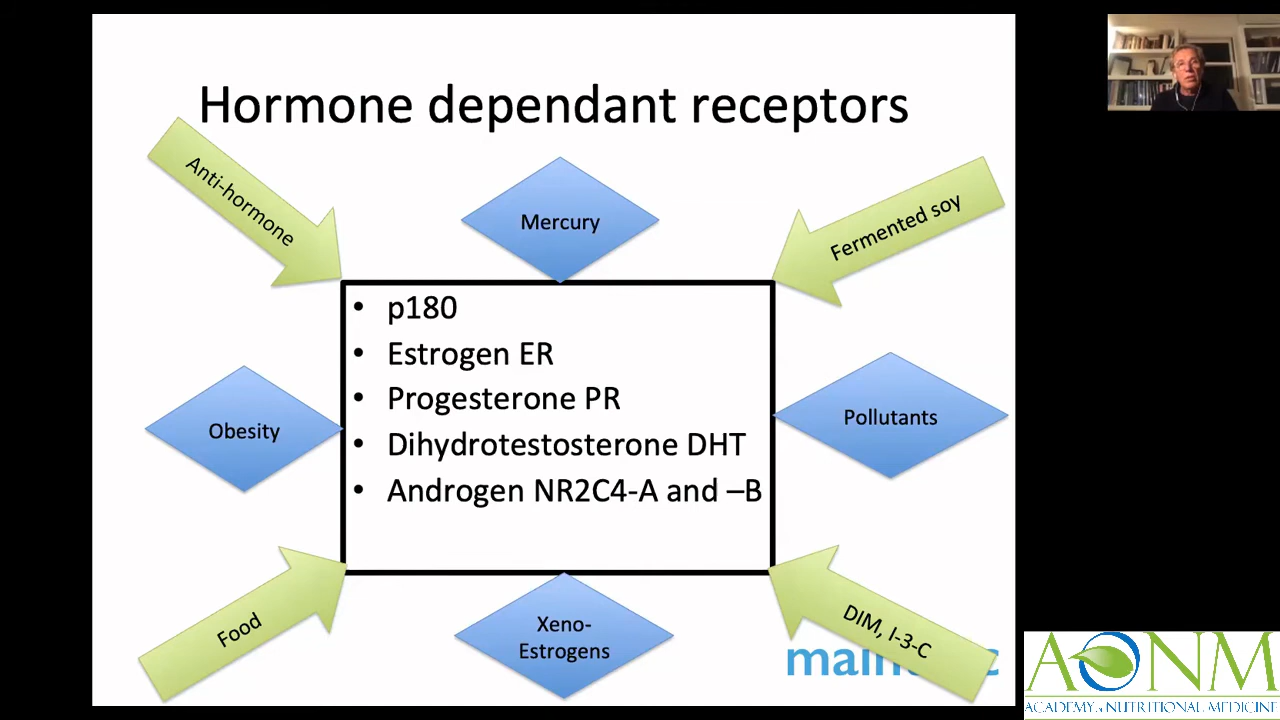 Hormone dependant receptors
Anti-hormone
Mercury
Fermented soy
• p180
• Estrogen ER
• Progesterone PR
• Dihydrotestosterone DHT
• Androgen NR2C4-A and –B
Obesity
Pollutants
Food
Xeno-
Estrogens
DIM, I-3-C
AONM
ACADEMY of NUTRITIONAL MEDICINE